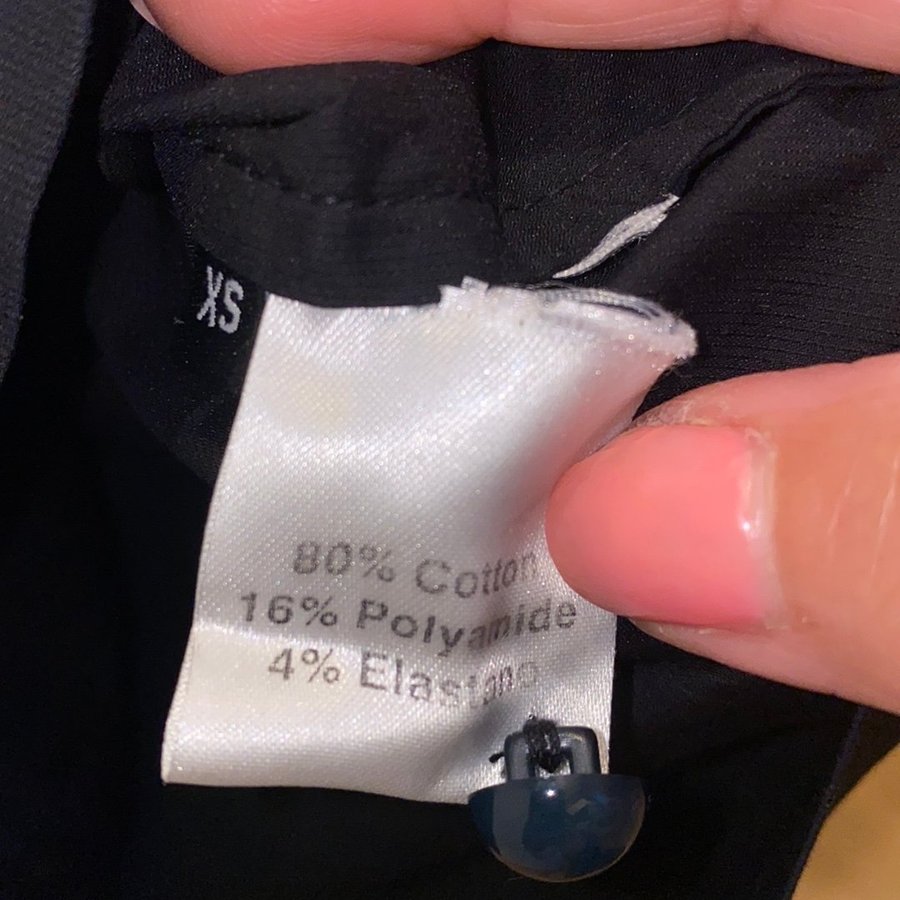 XS
80% Cotton
16% Polyamide
4% Elastane